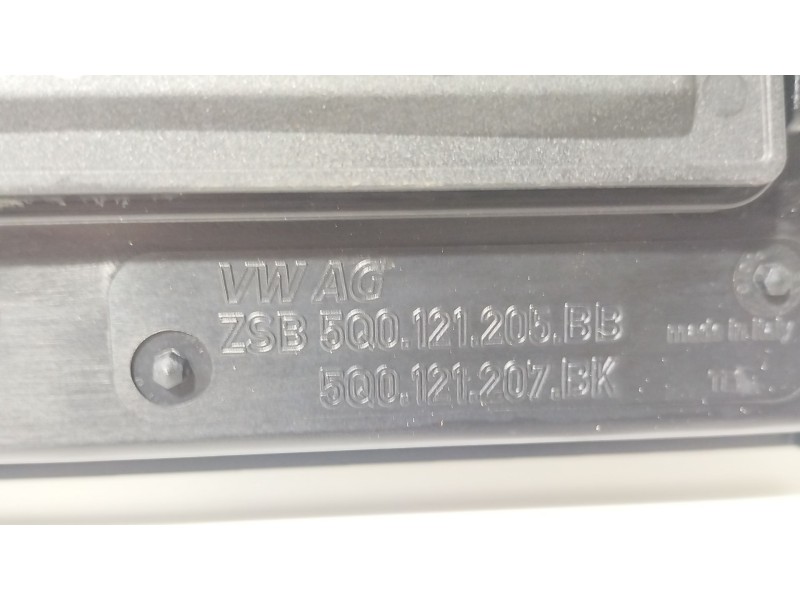 VW AG
ZSB 5Q0.121.205.BB
5Q0.121.207.BK
Made in Italy